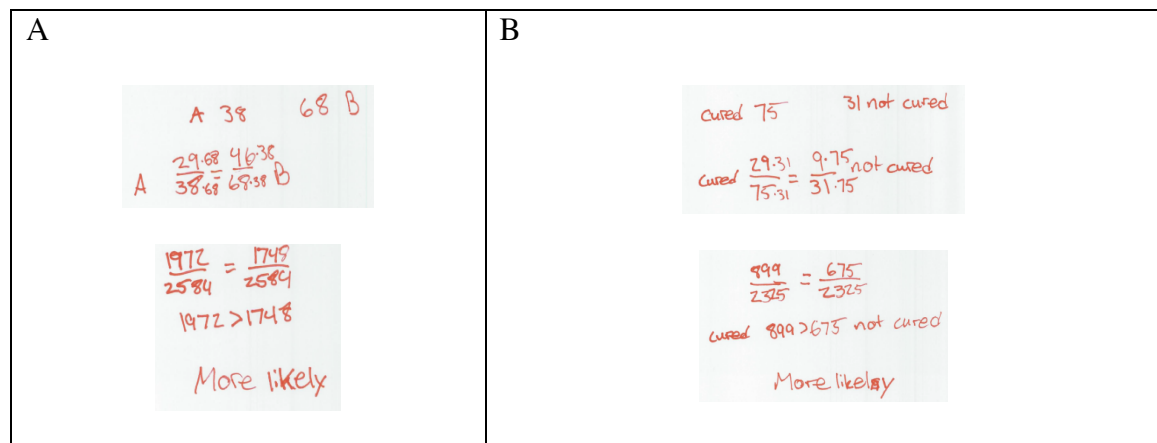 A
A 38 68 B
A 29·68/38·68 = 46·38/68·38 B
1972/2584 = 1748/2584
1972 > 1748
More likely
B
cured 75 31 not cured
cured 29·31/75·31 = 9·75/31·75 not cured
899/2325 = 675/2325
cured 899 > 675 not cured
More likely